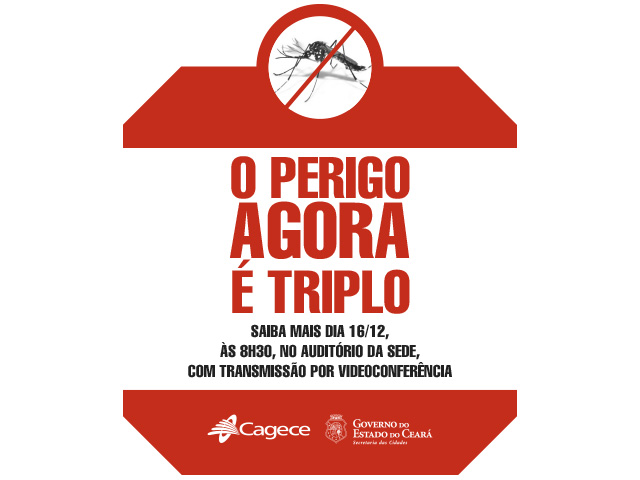 O PERIGO
AGORA
É TRIPLO
SAIBA MAIS DIA 16/12,
ÀS 8H30, NO AUDITÓRIO DA SEDE,
COM TRANSMISSÃO POR VIDEOCONFERÊNCIA
Cagece
GOVERNO DO
ESTADO DO CEARÁ
Secretaria das Cidades